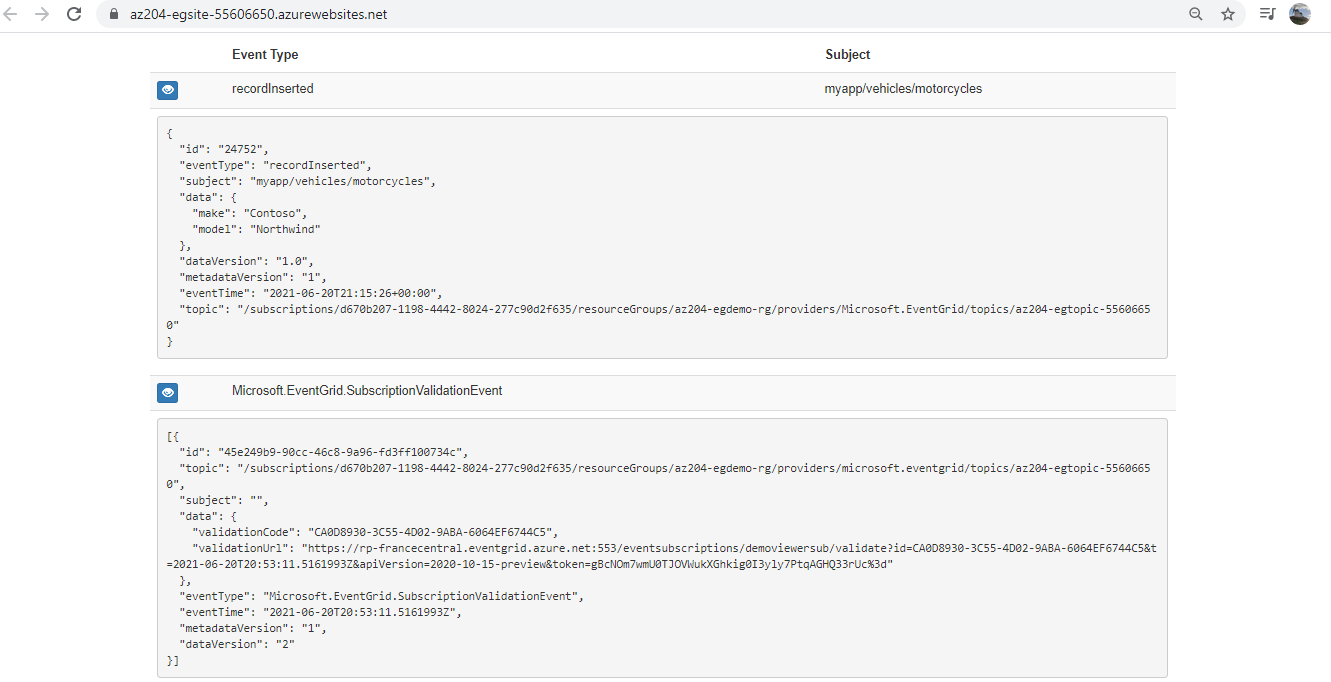 az204-egsite-55606650.azurewebsites.net
Event Type Subject
recordInserted myapp/vehicles/motorcycles
{
"id": "24752",
"eventType": "recordInserted",
"subject": "myapp/vehicles/motorcycles",
"data": {
"make": "Contoso",
"model": "Northwind"
},
"dataVersion": "1.0",
"metadataVersion": "1",
"eventTime": "2021-06-20T21:15:26+00:00",
"topic": "/subscriptions/d670b207-1198-4442-8024-277c90d2f635/resourceGroups/az204-egdemo-rg/providers/Microsoft.EventGrid/topics/az204-egtopic-5560665
0"
}
Microsoft.EventGrid.SubscriptionValidationEvent
[{
"id": "45e249b9-90cc-46c8-9a96-fd3ff100734c",
"topic": "/subscriptions/d670b207-1198-4442-8024-277c90d2f635/resourceGroups/az204-egdemo-rg/providers/microsoft.eventgrid/topics/az204-egtopic-5560665
0",
"subject": "",
"data": {
"validationCode": "CA0D8930-3C55-4D02-9ABA-6064EF6744C5",
"validationUrl": "https://rp-francecentral.eventgrid.azure.net:553/eventsubscriptions/demoviewersub/validate?id=CA0D8930-3C55-4D02-9ABA-6064EF6744C5&t
=2021-06-20T20:53:11.5161993Z&apiVersion=2020-10-15-preview&token=gBcNOm7wmU0TJOVWukXGhkig0I3yly7PtqAGHQ33rUc%3d"
},
"eventType": "Microsoft.EventGrid.SubscriptionValidationEvent",
"eventTime": "2021-06-20T20:53:11.5161993Z",
"metadataVersion": "1",
"dataVersion": "2"
}]